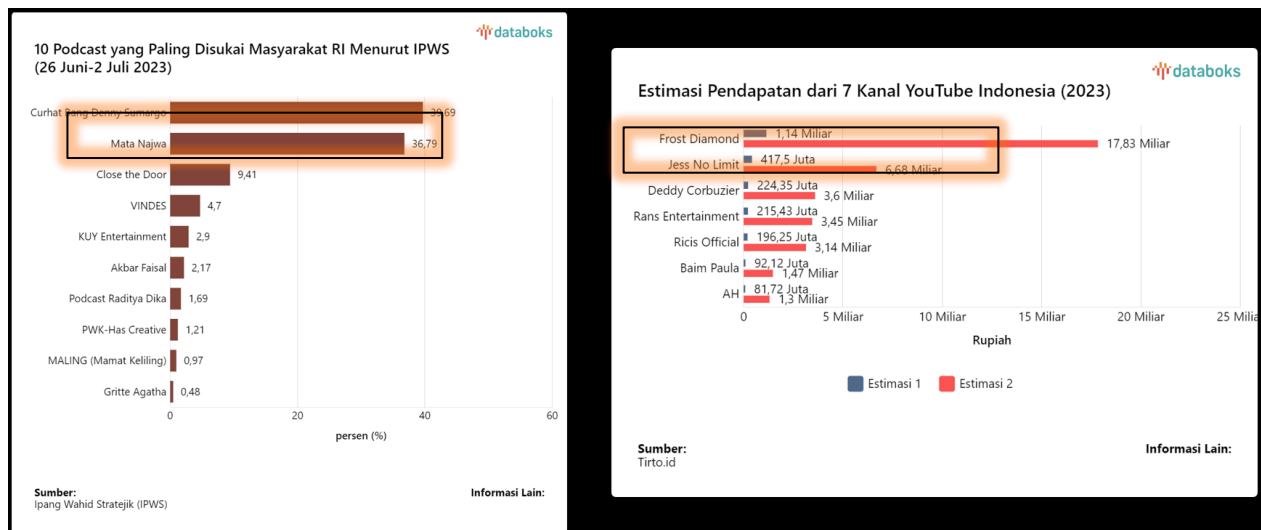 databoks
10 Podcast yang Paling Disukai Masyarakat RI Menurut IPWS
(26 Juni-2 Juli 2023)
Curhat Bang Denny Sumargo
39,69
Mata Najwa
36,79
Close the Door
9,41
VINDES
4,7
KUY Entertainment
2,9
Akbar Faisal
2,17
Podcast Raditya Dika
1,69
PWK-Has Creative
1,21
MALING (Mamat Keliling)
0,97
Gritte Agatha
0,48
0 20 40 60
persen (%)
Sumber:
Informasi Lain:
Ipang Wahid Stratejik (IPWS)
databoks
Estimasi Pendapatan dari 7 Kanal YouTube Indonesia (2023)
Frost Diamond
1,14 Miliar
17,83 Miliar
Jess No Limit
417,5 Juta
6,68 Miliar
Deddy Corbuzier
224,35 Juta
3,6 Miliar
Rans Entertainment
215,43 Juta
3,45 Miliar
Ricis Official
196,25 Juta
3,14 Miliar
Baim Paula
92,12 Juta
1,47 Miliar
AH
81,72 Juta
1,3 Miliar
0 5 Miliar 10 Miliar 15 Miliar 20 Miliar 25 Milia
Rupiah
Estimasi 1 Estimasi 2
Sumber:
Informasi Lain:
Tirto.id